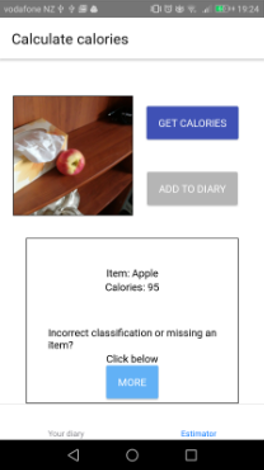 vodafone NZ
19:24
Calculate calories
GET CALORIES
ADD TO DIARY
Item: Apple
Calories: 95
Incorrect classification or missing an
item?
Click below
MORE
Your diary
Estimator